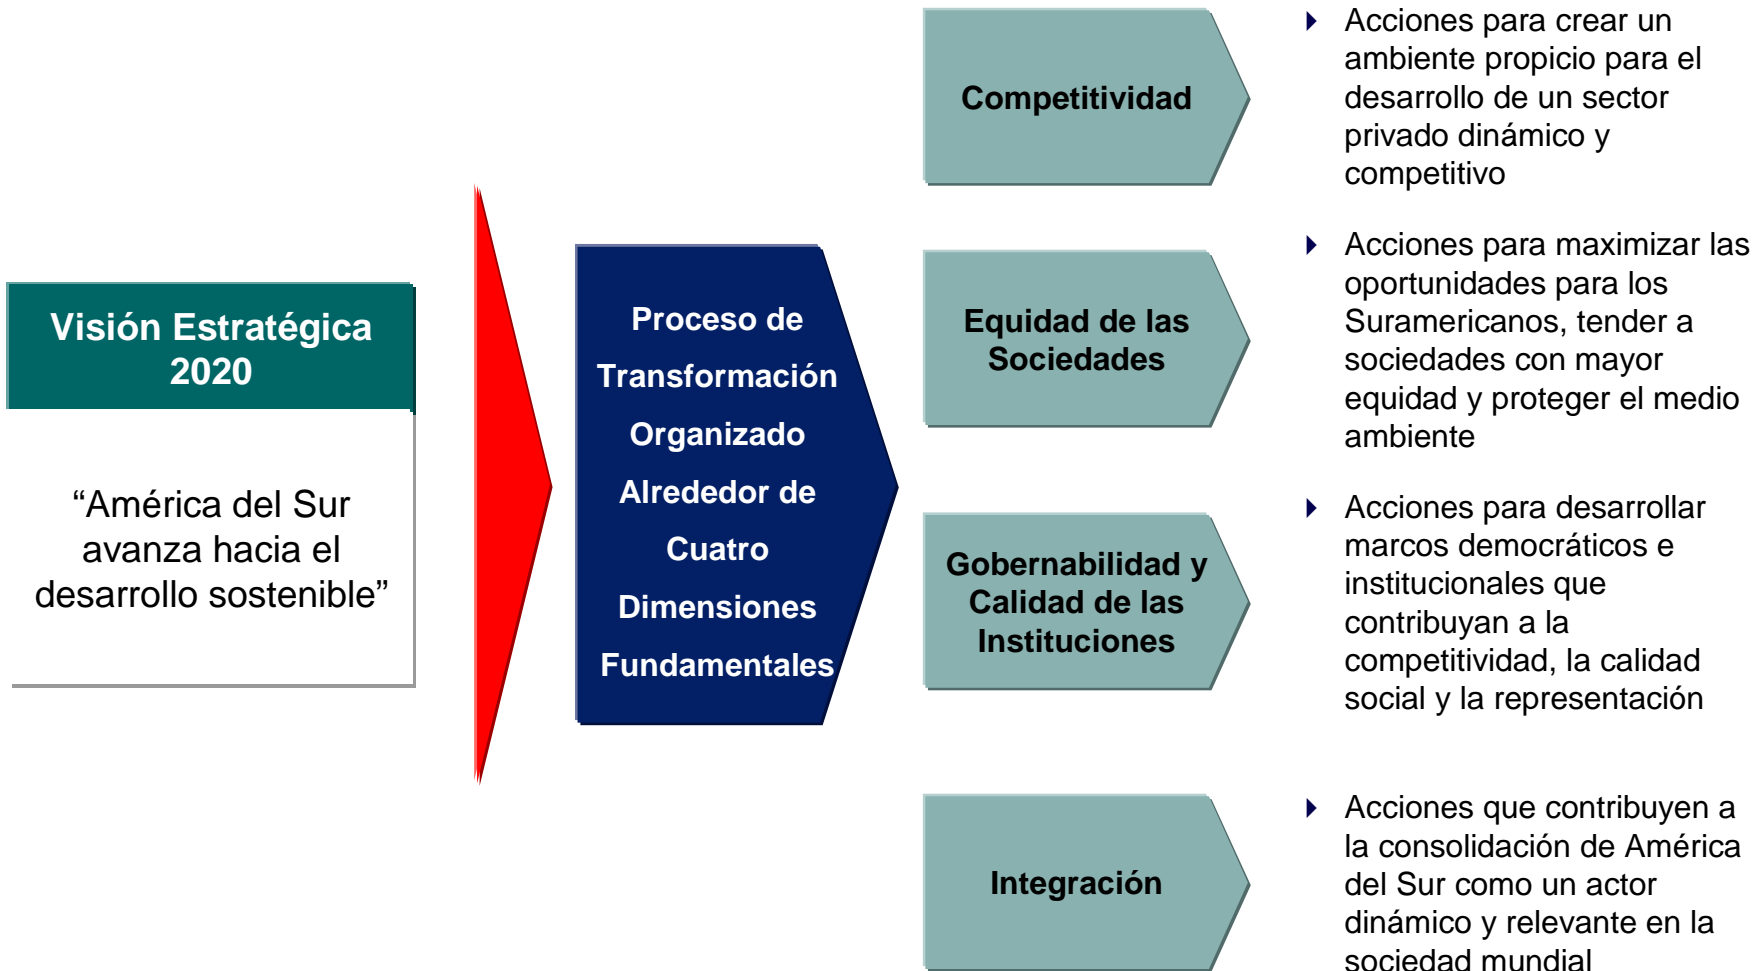 Visión Estratégica
2020
“América del Sur
avanza hacia el
desarrollo sostenible”
Proceso de
Transformación
Organizado
Alrededor de
Cuatro
Dimensiones
Fundamentales
Competitividad
Acciones para crear un
ambiente propicio para el
desarrollo de un sector
privado dinámico y
competitivo
Equidad de las
Sociedades
Acciones para maximizar las
oportunidades para los
Suramericanos, tender a
sociedades con mayor
equidad y proteger el medio
ambiente
Gobernabilidad y
Calidad de las
Instituciones
Acciones para desarrollar
marcos democráticos e
institucionales que
contribuyan a la
competitividad, la calidad
social y la representación
Integración
Acciones que contribuyen a
la consolidación de América
del Sur como un actor
dinámico y relevante en la
sociedad mundial